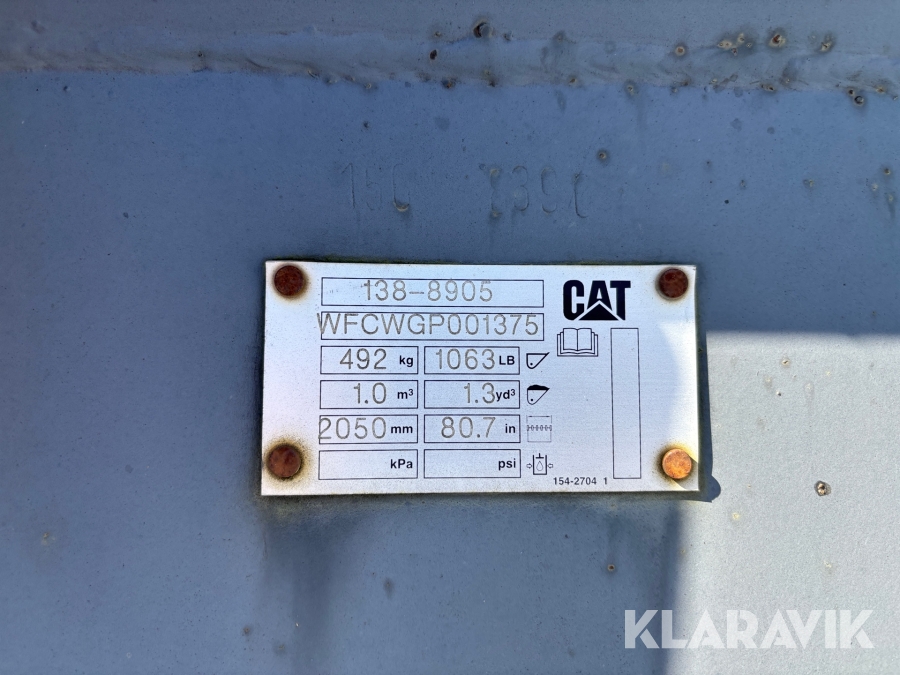 138-8905
CAT
WFCWGP001375
492 kg 1063 LB
1.0 m³ 1.3 yd³
2050 mm 80.7 in
kPa psi
154-2704 1
KLARAVIK